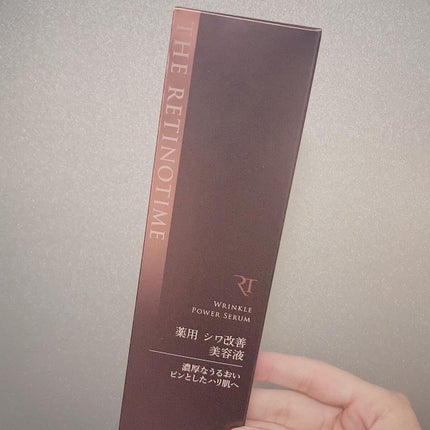 THE RETINOTIME
RT
WRINKLE
POWER SERUM
薬用 シワ改善
美容液
濃厚なうるおい
ピンとしたハリ肌へ